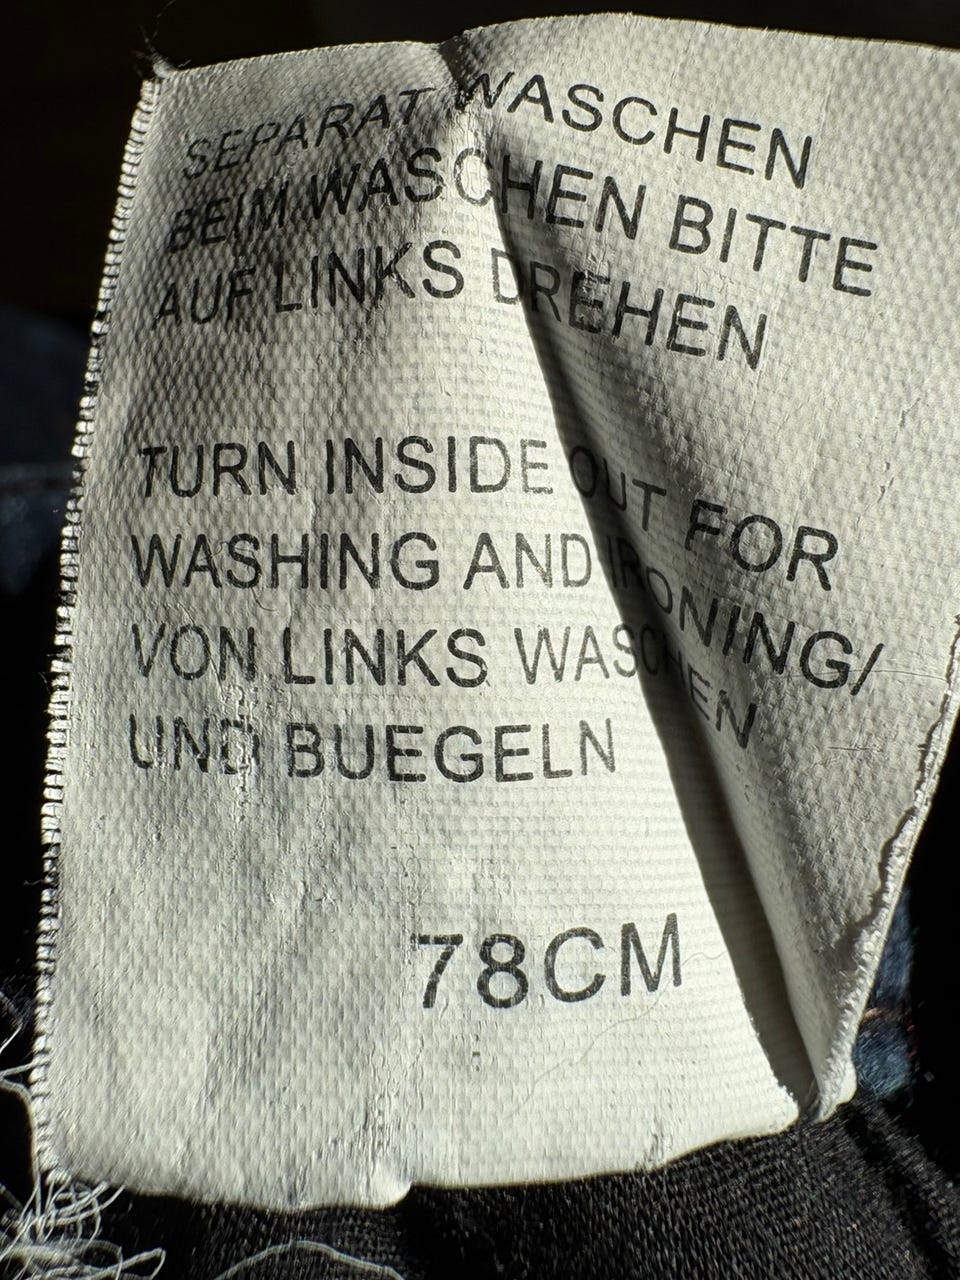 SEPARAT WASCHEN
BEIM WASCHEN BITTE
AUF LINKS DREHEN
TURN INSIDE OUT FOR
WASHING AND IRONING/
VON LINKS WASCHEN
UND BUEGELN
78CM